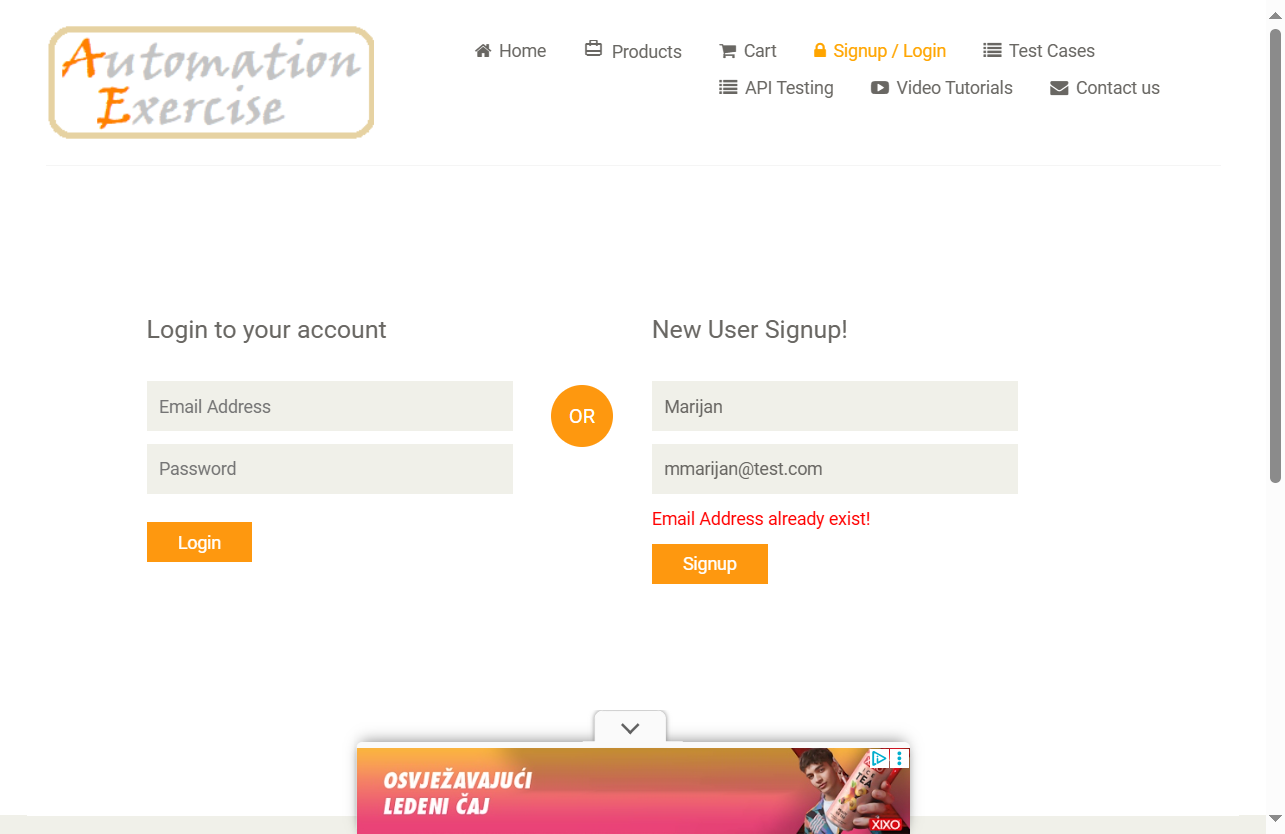 Automation
Exercise
Home
Products
Cart
Signup / Login
Test Cases
API Testing
Video Tutorials
Contact us
Login to your account
Email Address
Password
Login
OR
New User Signup!
Marijan
mmarijan@test.com
Email Address already exist!
Signup
OSVJEŽAVAJUĆI
LEDENI ČAJ
ICE
TEA
XIXO